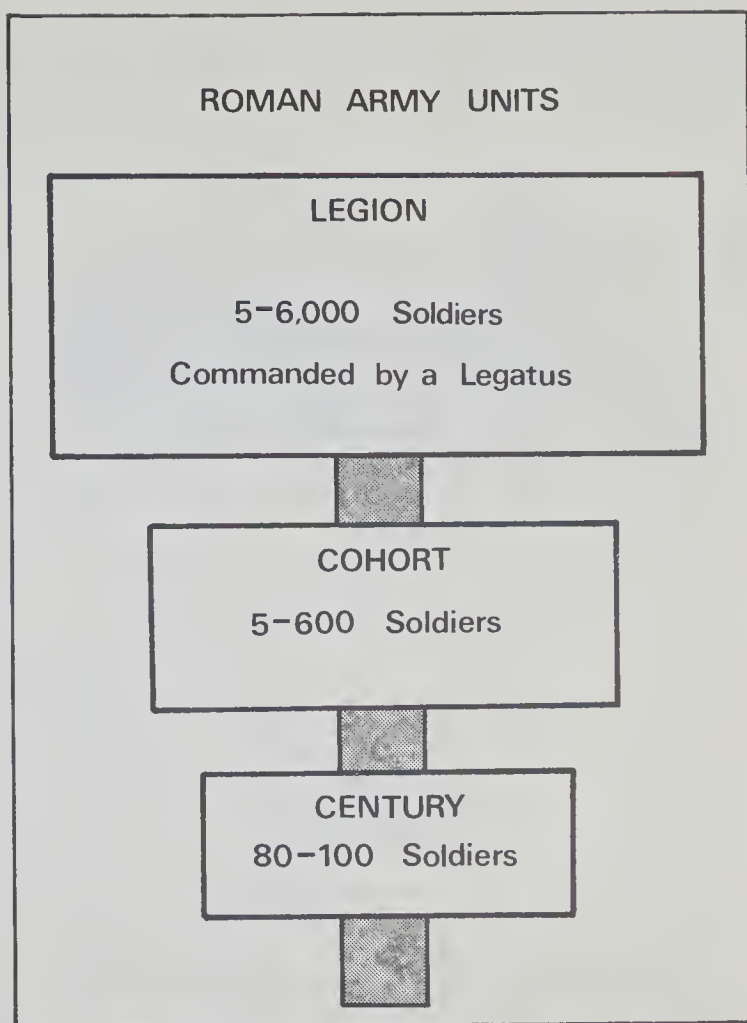 ROMAN ARMY UNITS
LEGION
5-6,000 Soldiers
Commanded by a Legatus
COHORT
5-600 Soldiers
CENTURY
80-100 Soldiers